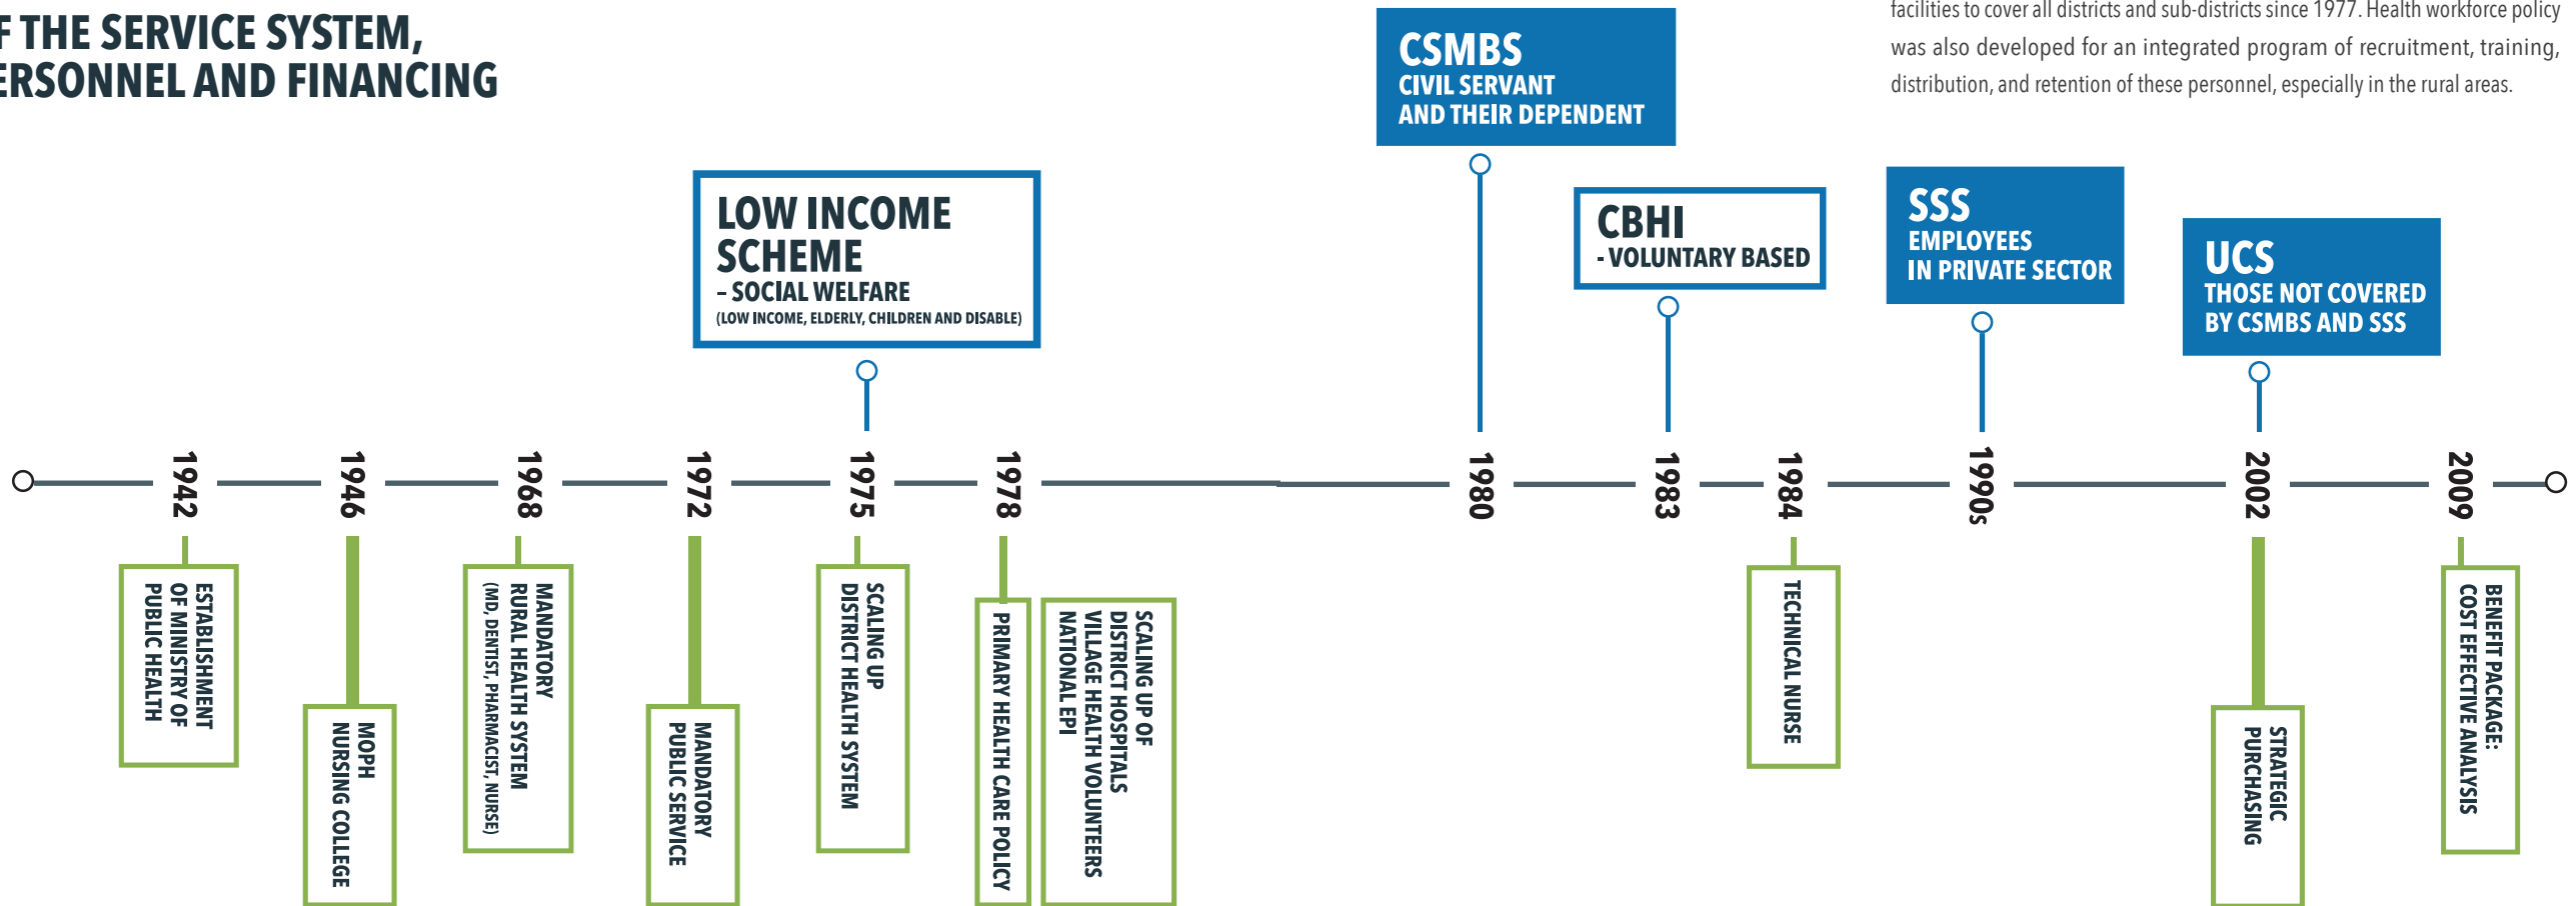 F THE SERVICE SYSTEM,
ERSONNEL AND FINANCING
facilities to cover all districts and sub-districts since 1977. Health workforce policy
was also developed for an integrated program of recruitment, training,
distribution, and retention of these personnel, especially in the rural areas.
CSMBS
CIVIL SERVANT
AND THEIR DEPENDENT
LOW INCOME
SCHEME
– SOCIAL WELFARE
(LOW INCOME, ELDERLY, CHILDREN AND DISABLE)
CBHI
- VOLUNTARY BASED
SSS
EMPLOYEES
IN PRIVATE SECTOR
UCS
THOSE NOT COVERED
BY CSMBS AND SSS
1942
1946
1968
1972
1975
1978
1980
1983
1984
1990s
2002
2009
ESTABLISHMENT
OF MINISTRY OF
PUBLIC HEALTH
MOPH
NURSING COLLEGE
MANDATORY
RURAL HEALTH SYSTEM
(MD, DENTIST, PHARMACIST, NURSE)
MANDATORY
PUBLIC SERVICE
SCALING UP
DISTRICT HEALTH SYSTEM
PRIMARY HEALTH CARE POLICY
SCALING UP OF
DISTRICT HOSPITALS
VILLAGE HEALTH VOLUNTEERS
NATIONAL EPI
TECHNICAL NURSE
STRATEGIC
PURCHASING
BENEFIT PACKAGE:
COST EFFECTIVE ANALYSIS